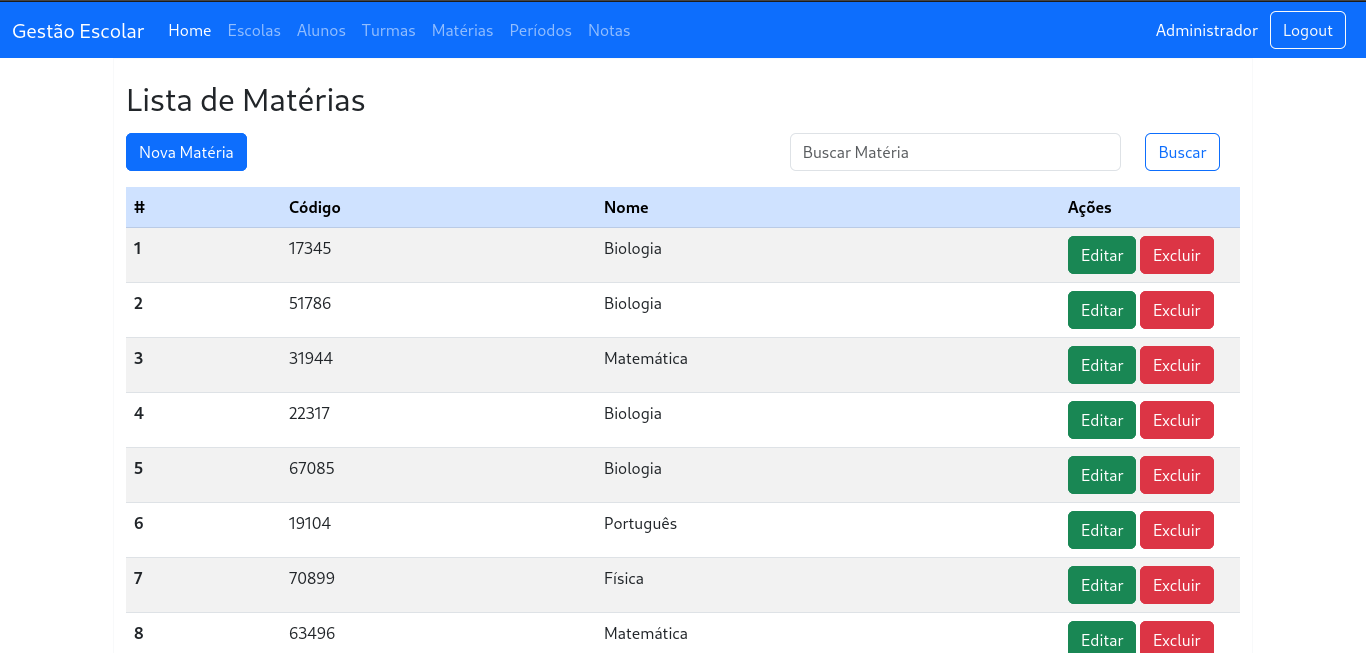 Gestão Escolar Home Escolas Alunos Turmas Matérias Períodos Notas Administrador Logout
Lista de Matérias
Nova Matéria Buscar Matéria Buscar
# Código Nome Ações
1 17345 Biologia Editar Excluir
2 51786 Biologia Editar Excluir
3 31944 Matemática Editar Excluir
4 22317 Biologia Editar Excluir
5 67085 Biologia Editar Excluir
6 19104 Português Editar Excluir
7 70899 Física Editar Excluir
8 63496 Matemática Editar Excluir